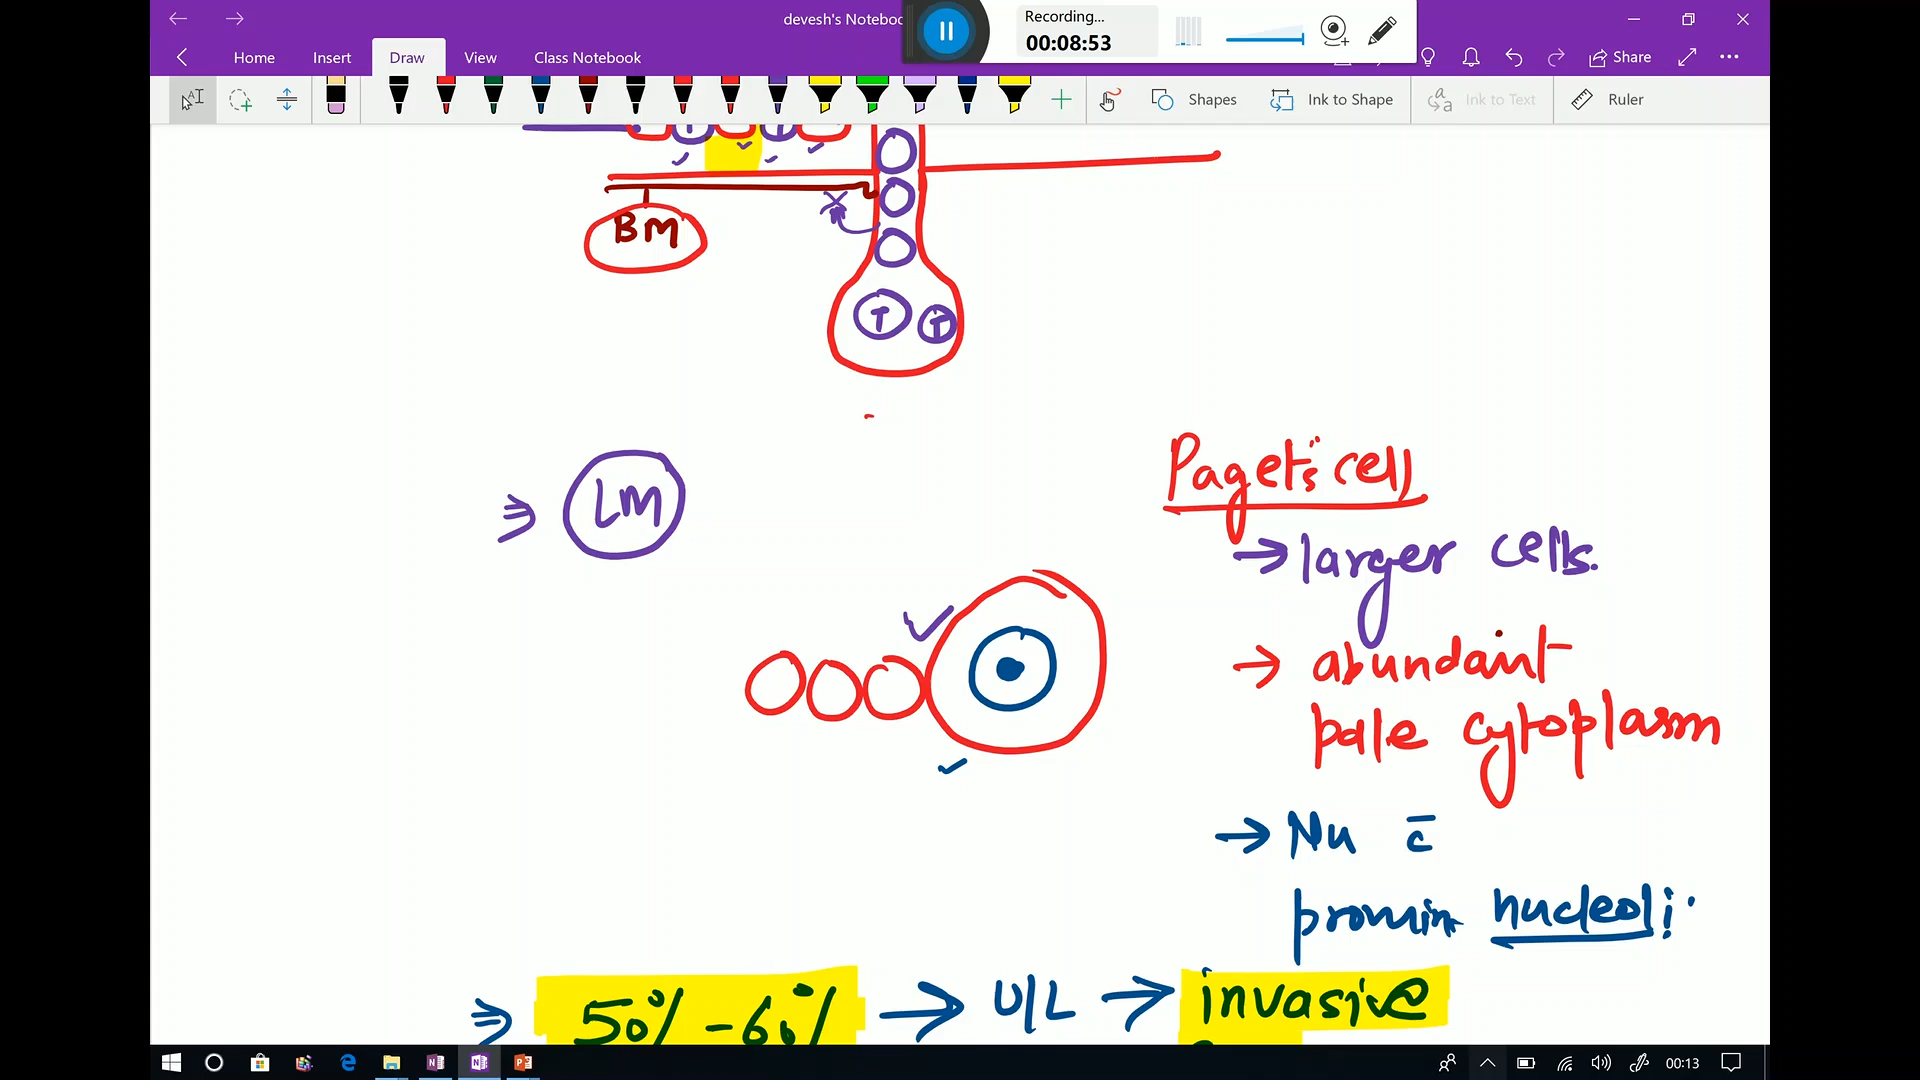 devesh's Noteboo
Recording...
00:08:53
Home Insert Draw View Class Notebook
Share
Shapes Ink to Shape Ink to Text Ruler
BM
T T
LM
Paget's cell
→ larger cells.
→ abundant
pale cytoplasm
→ Nu c̄
promin nucleoli
⇒ 50% - 60% → U/L → invasive
00:13